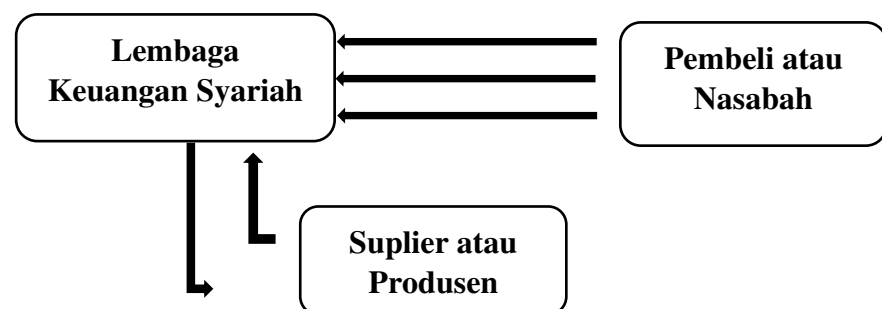 Lembaga
Keuangan Syariah
Pembeli atau
Nasabah
Suplier atau
Produsen